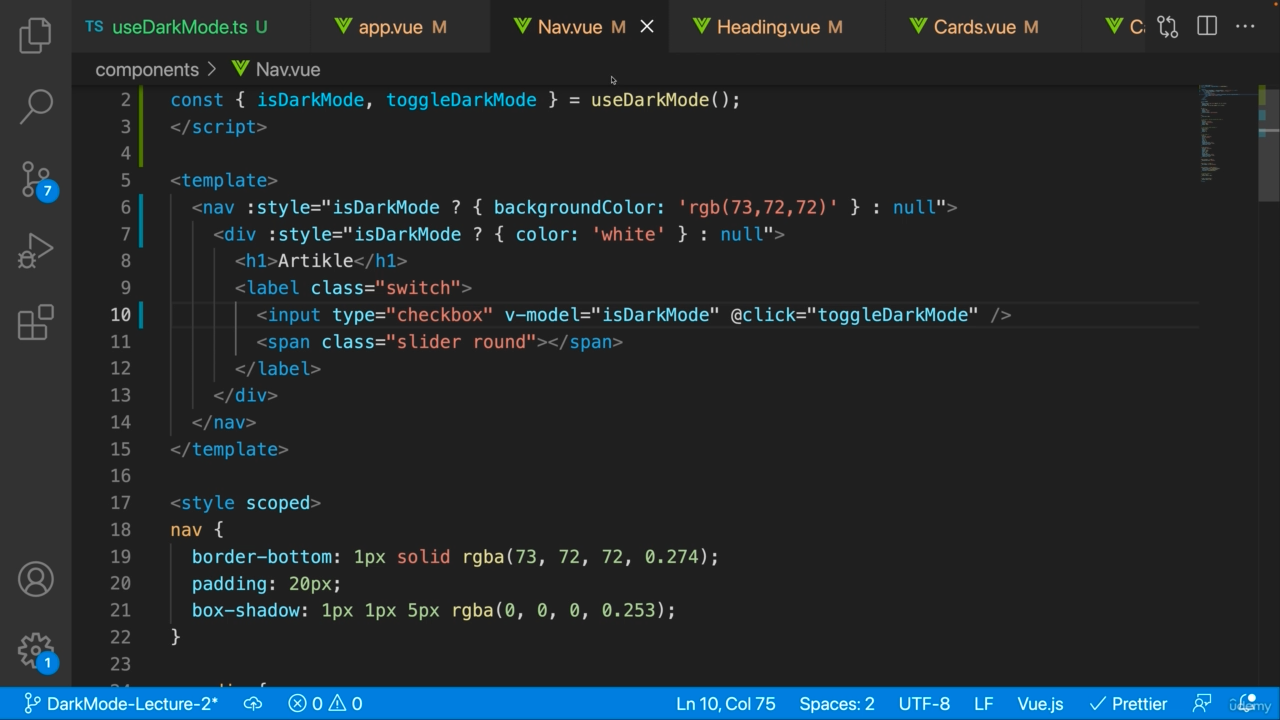 TS useDarkMode.ts U app.vue M Nav.vue M Heading.vue M Cards.vue M C
components > Nav.vue
2 const { isDarkMode, toggleDarkMode } = useDarkMode();
3 </script>
4
5 <template>
6 <nav :style="isDarkMode ? { backgroundColor: 'rgb(73,72,72)' } : null">
7 <div :style="isDarkMode ? { color: 'white' } : null">
8 <h1>Artikle</h1>
9 <label class="switch">
10 <input type="checkbox" v-model="isDarkMode" @click="toggleDarkMode" />
11 <span class="slider round"></span>
12 </label>
13 </div>
14 </nav>
15 </template>
16
17 <style scoped>
18 nav {
19 border-bottom: 1px solid rgba(73, 72, 72, 0.274);
20 padding: 20px;
21 box-shadow: 1px 1px 5px rgba(0, 0, 0, 0.253);
22 }
23
7
1
DarkMode-Lecture-2* 0 0 Ln 10, Col 75 Spaces: 2 UTF-8 LF Vue.js Prettier
udemy